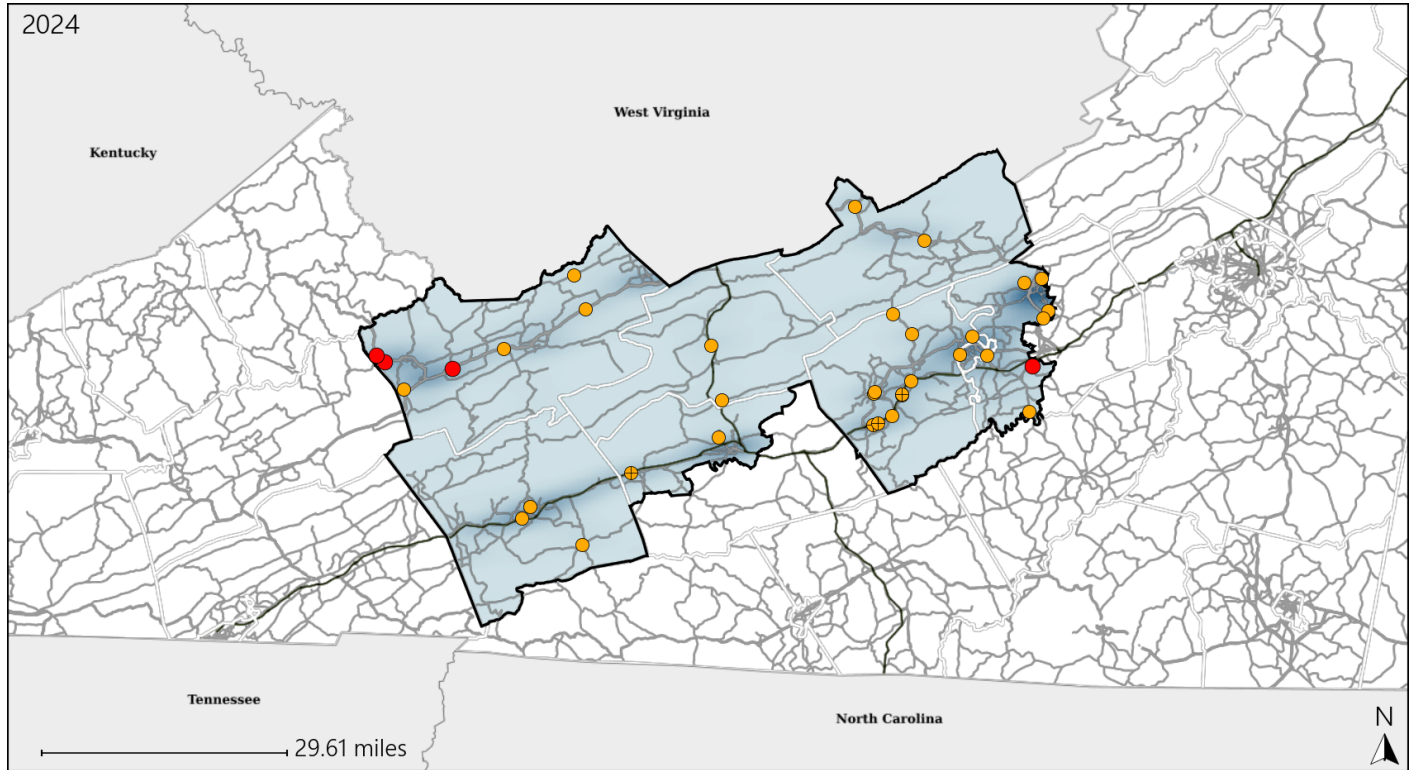 2024
West Virginia
Kentucky
Tennessee
North Carolina
N
29.61 miles